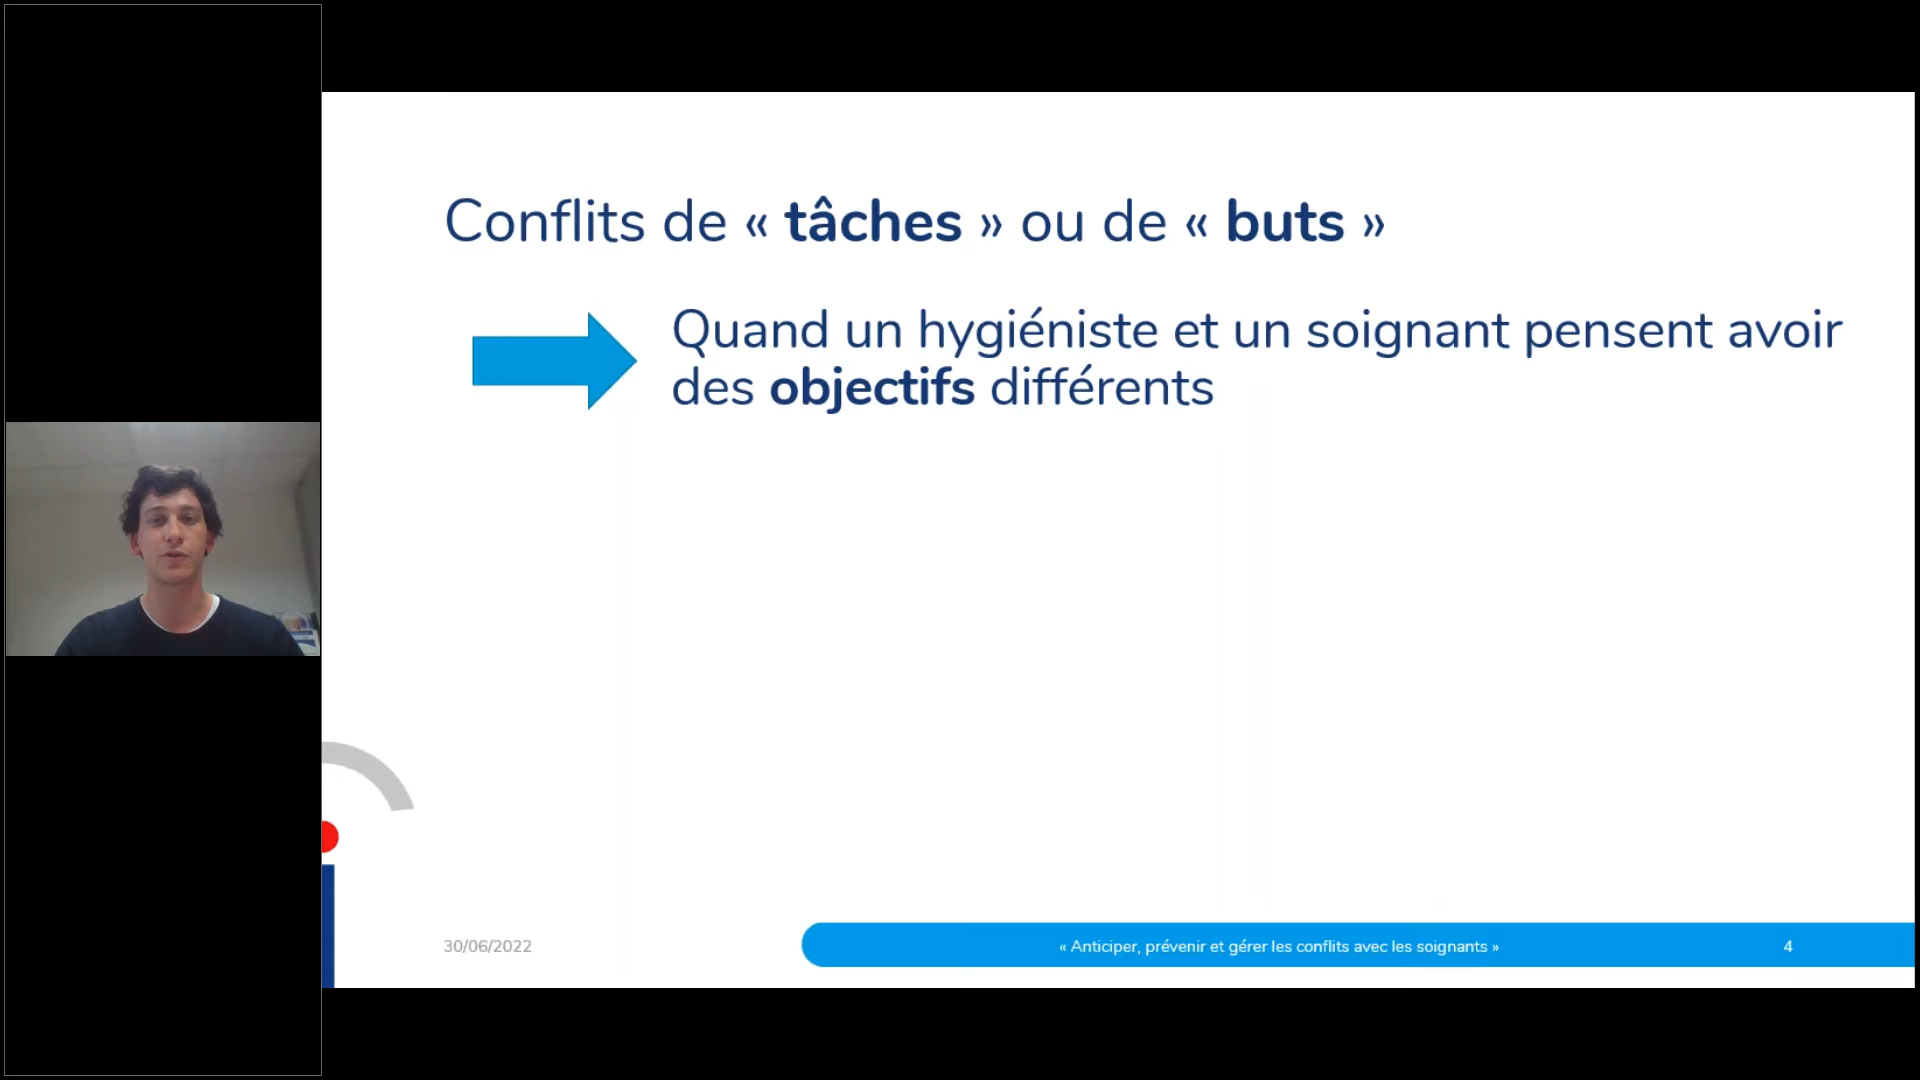 Conflits de « tâches » ou de « buts »
Quand un hygiéniste et un soignant pensent avoir
des objectifs différents
30/06/2022
« Anticiper, prévenir et gérer les conflits avec les soignants »
4